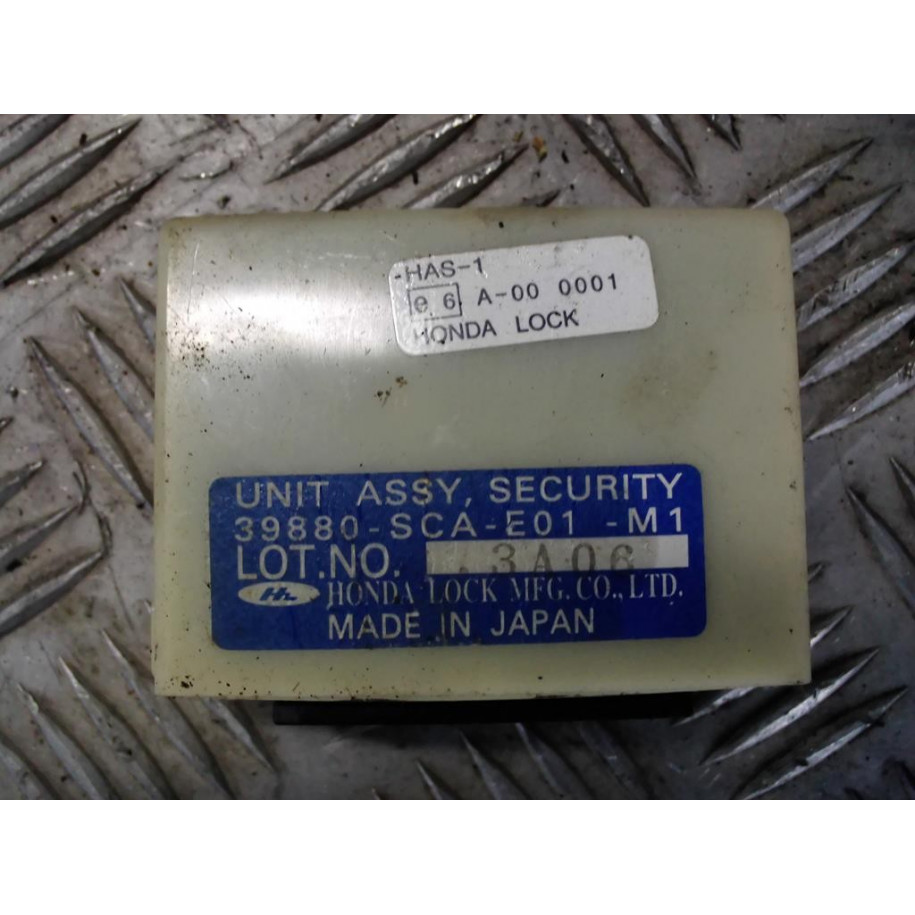 -HAS-1
e 6 A-00 0001
HONDA LOCK
UNIT ASSY, SECURITY
39880-SCA-E01 -M1
LOT.NO. 3A06
HL HONDA LOCK MFG. CO., LTD.
MADE IN JAPAN